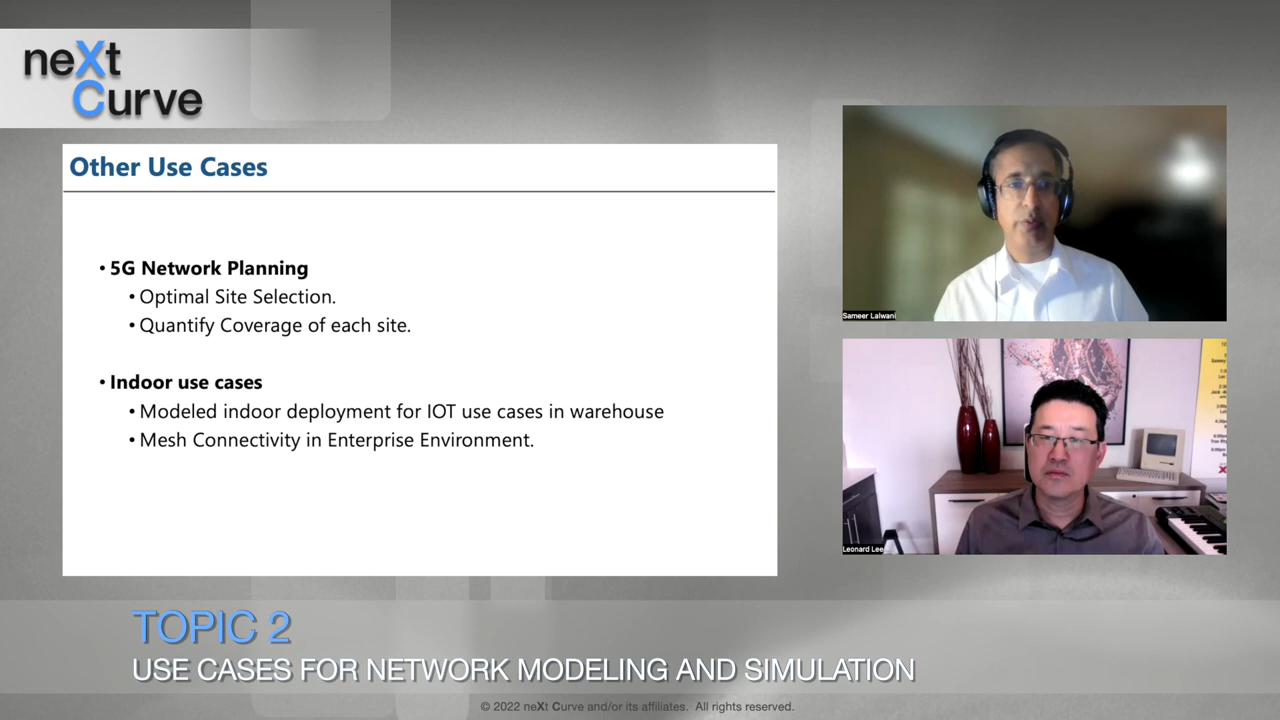 neXt
Curve
Other Use Cases
• 5G Network Planning
• Optimal Site Selection.
• Quantify Coverage of each site.
• Indoor use cases
• Modeled indoor deployment for IOT use cases in warehouse
• Mesh Connectivity in Enterprise Environment.
Sameer Lalwani
Leonard Lee
TOPIC 2
USE CASES FOR NETWORK MODELING AND SIMULATION
© 2022 neXt Curve and/or its affiliates. All rights reserved.